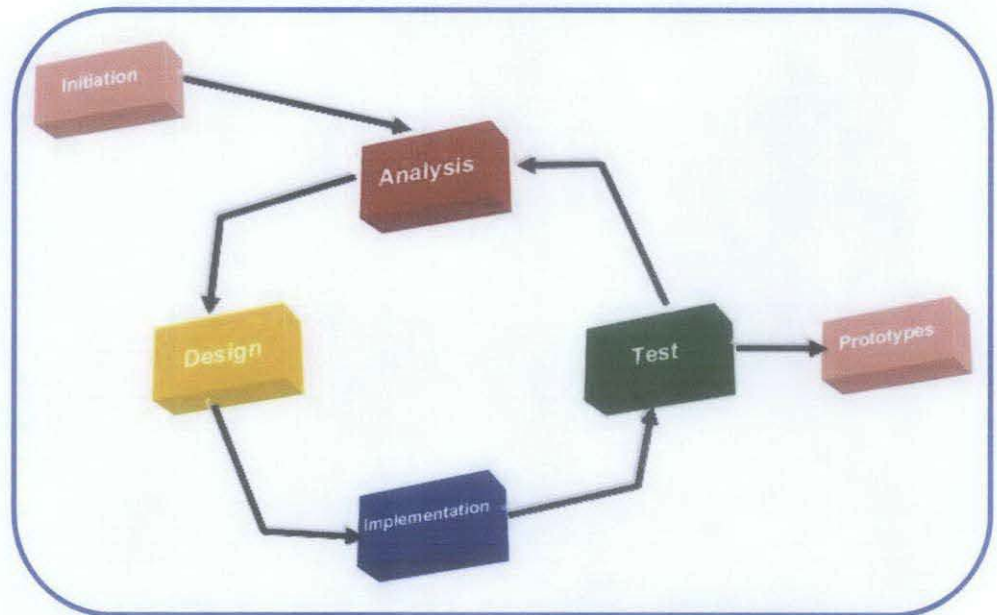 Initiation
Analysis
Design
Test
Prototypes
Implementation